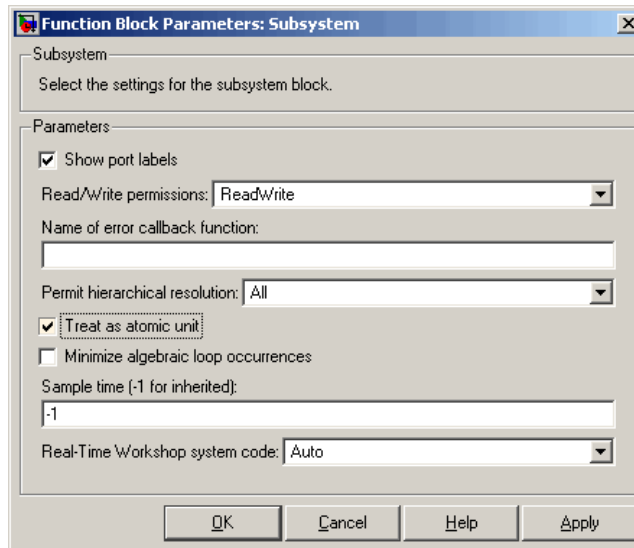 Function Block Parameters: Subsystem
Subsystem
Select the settings for the subsystem block.
Parameters
Show port labels
Read/Write permissions: ReadWrite
Name of error callback function:
Permit hierarchical resolution: All
Treat as atomic unit
Minimize algebraic loop occurrences
Sample time (-1 for inherited):
-1
Real-Time Workshop system code: Auto
OK Cancel Help Apply